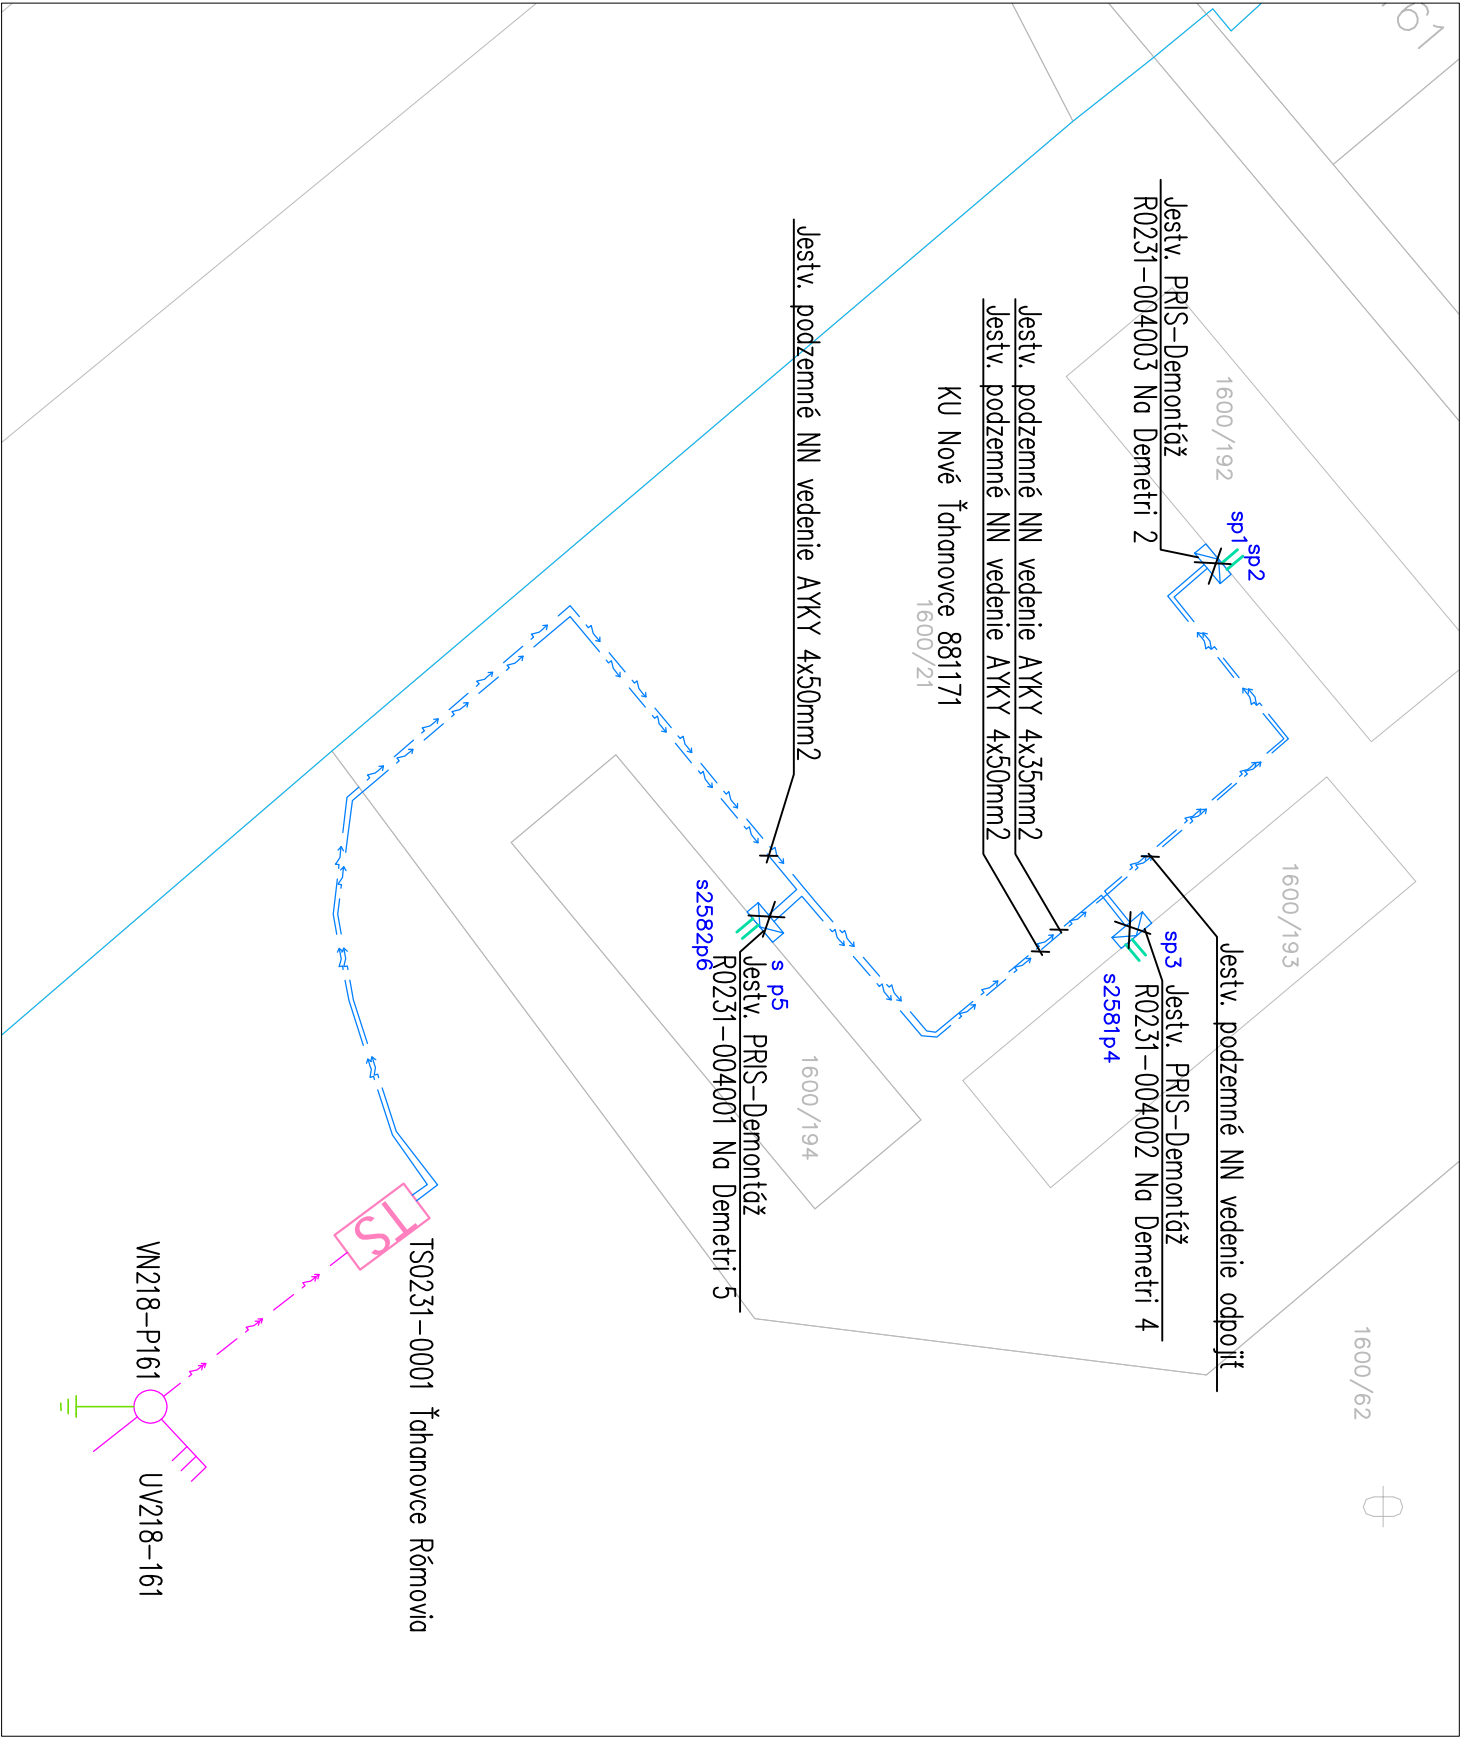 61
Jestv. PRIS-Demontáž
R0231-004003 Na Demetri 2
1600/192
sp1
sp2
Jestv. podzemné NN vedenie AYKY 4x35mm2
Jestv. podzemné NN vedenie AYKY 4x50mm2
KU Nové Ťahanovce 881171
1600/21
Jestv. podzemné NN vedenie AYKY 4x50mm2
1600/193
Jestv. podzemné NN vedenie odpojiť
sp3
Jestv. PRIS-Demontáž
R0231-004002 Na Demetri 4
s2581p4
s p5
Jestv. PRIS-Demontáž
R0231-004001 Na Demetri 5
s2582p6
1600/194
1600/62
TS
TS0231-0001 Ťahanovce Rómovia
VN218-P161
UV218-161